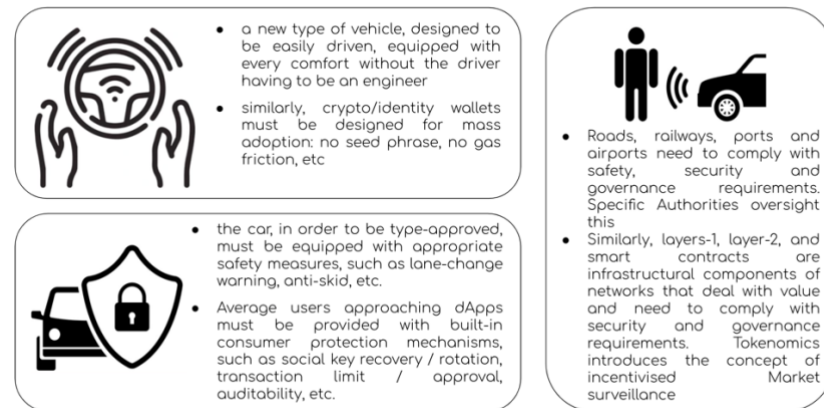 • a new type of vehicle, designed to
be easily driven, equipped with
every comfort without the driver
having to be an engineer
• similarly, crypto/identity wallets
must be designed for mass
adoption: no seed phrase, no gas
friction, etc
• the car, in order to be type-approved,
must be equipped with appropriate
safety measures, such as lane-change
warning, anti-skid, etc.
• Average users approaching dApps
must be provided with built-in
consumer protection mechanisms,
such as social key recovery / rotation,
transaction limit / approval,
auditability, etc.
• Roads, railways, ports and
airports need to comply with
safety, security and
governance requirements.
Specific Authorities oversight
this
• Similarly, layers-1, layer-2, and
smart contracts are
infrastructural components of
networks that deal with value
and need to comply with
security and governance
requirements. Tokenomics
introduces the concept of
incentivised Market
surveillance